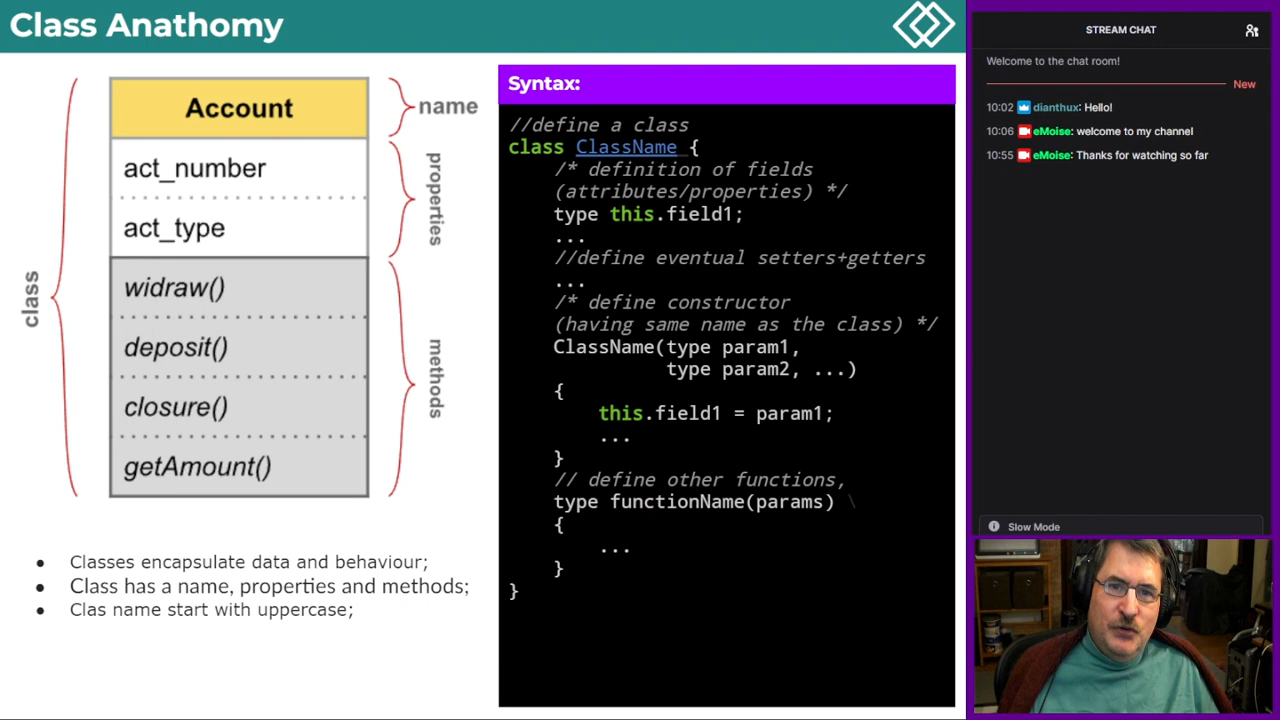 Class Anathomy
class
Account
name
act_number
act_type
properties
widraw()
deposit()
closure()
getAmount()
methods
• Classes encapsulate data and behaviour;
• Class has a name, properties and methods;
• Clas name start with uppercase;
Syntax:
//define a class
class ClassName {
/* definition of fields
(attributes/properties) */
type this.field1;
...
//define eventual setters+getters
...
/* define constructor
(having same name as the class) */
ClassName(type param1,
type param2, ...)
{
this.field1 = param1;
...
}
// define other functions,
type functionName(params) \
{
...
}
}
STREAM CHAT
Welcome to the chat room!
New
10:02 dianthux: Hello!
10:06 eMoise: welcome to my channel
10:55 eMoise: Thanks for watching so far
Slow Mode